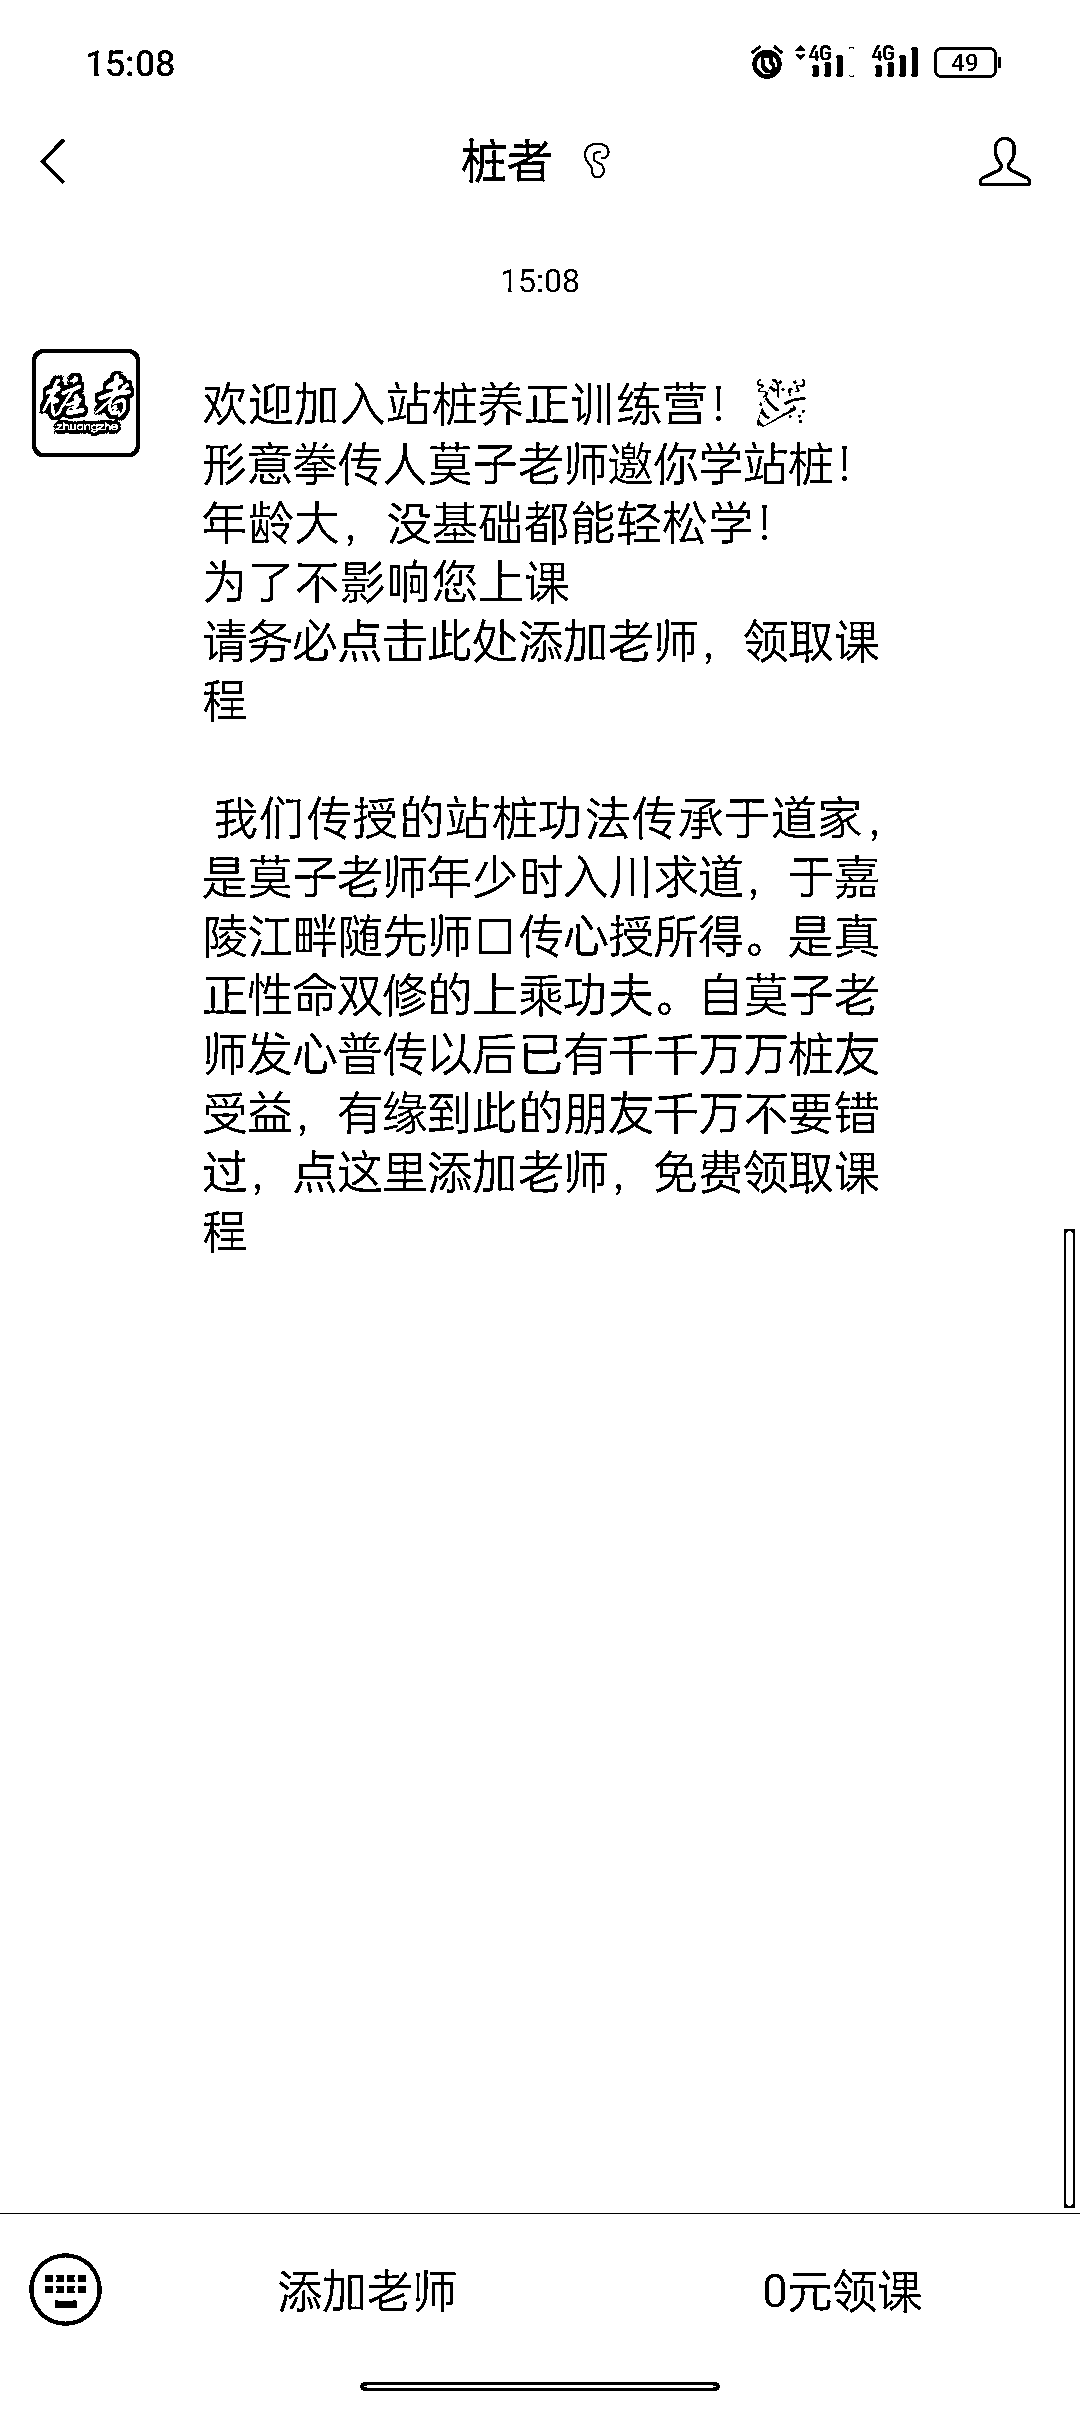 15:08
4G 4G 49
桩者
15:08
桩者
zhuangzhe
欢迎加入站桩养正训练营！
形意拳传人莫子老师邀你学站桩！
年龄大，没基础都能轻松学！
为了不影响您上课
请务必点击此处添加老师，领取课
程
我们传授的站桩功法传承于道家，
是莫子老师年少时入川求道，于嘉
陵江畔随先师口传心授所得。是真
正性命双修的上乘功夫。自莫子老
师发心普传以后已有千千万万桩友
受益，有缘到此的朋友千万不要错
过，点这里添加老师，免费领取课
程
添加老师
0元领课